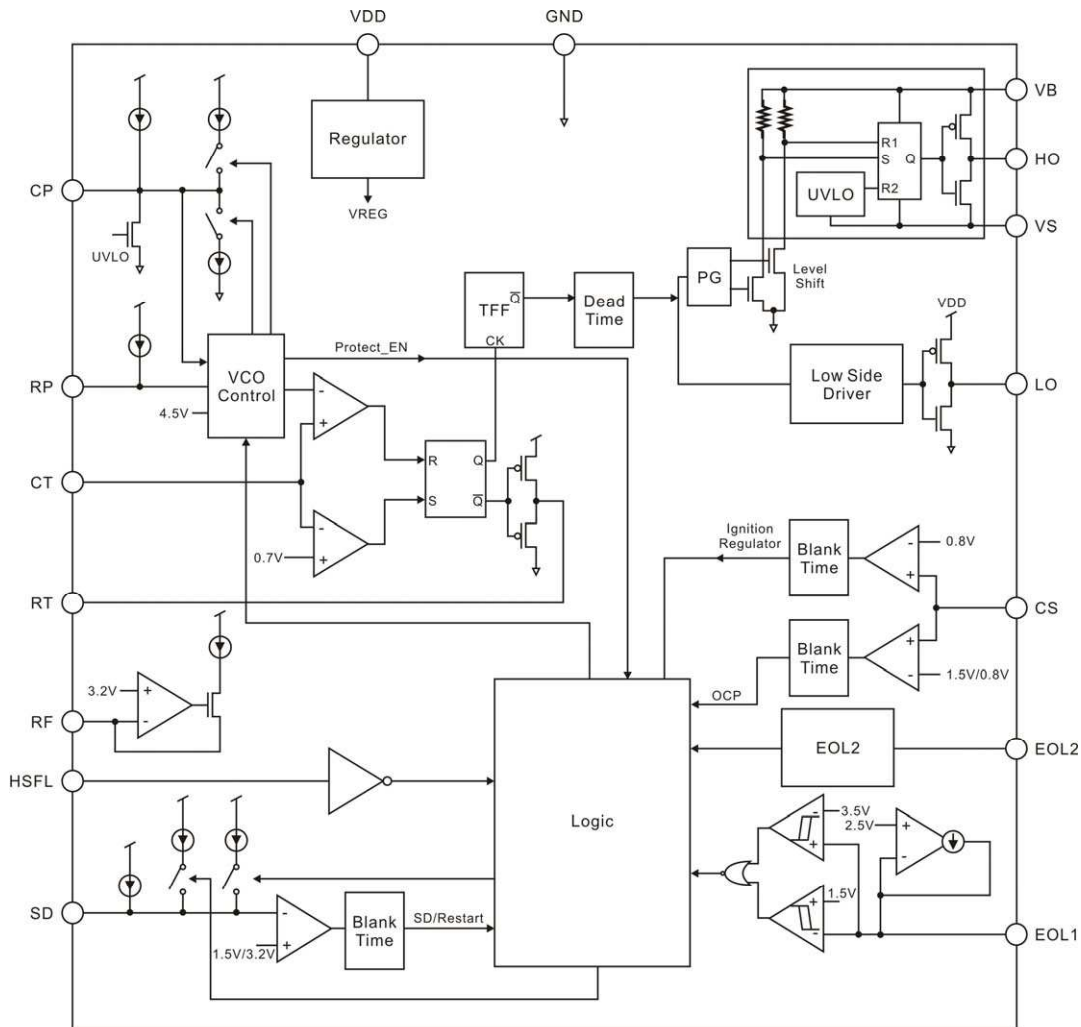 VDD
GND
VB
Regulator
R1
S
Q
HO
CP
R2
UVLO
VREG
VS
UVLO
PG
Level
Shift
TFF
Q
Dead
Time
VDD
CK
Protect_EN
VCO
Control
Low Side
Driver
RP
LO
-
4.5V
+
R
Q
CT
S
Q
-
0.7V
+
Ignition
Regulator
Blank
Time
-
0.8V
+
RT
CS
Blank
Time
+
-
1.5V/0.8V
3.2V
+
-
OCP
RF
EOL2
EOL2
HSFL
Logic
-
3.5V
2.5V
+
+
-
1.5V
+
-
SD
-
1.5V/3.2V
+
Blank
Time
SD/Restart
EOL1